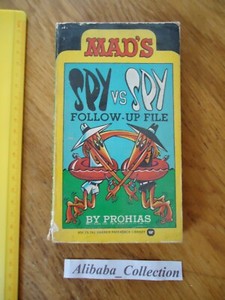 MAD'S
SPY vs SPY
FOLLOW-UP FILE
BY PROHIAS
Alibaba_Collection